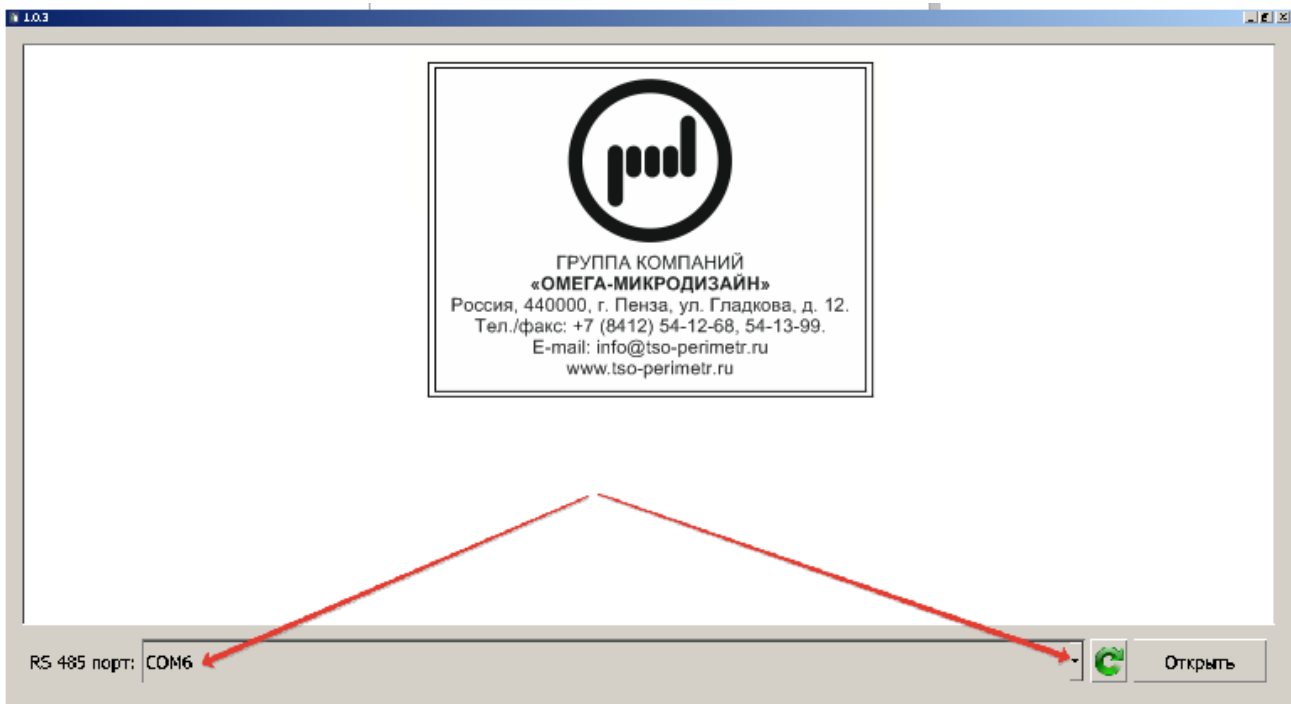 1.0.3
ГРУППА КОМПАНИЙ
«ОМЕГА-МИКРОДИЗАЙН»
Россия, 440000, г. Пенза, ул. Гладкова, д. 12.
Тел./факс: +7 (8412) 54-12-68, 54-13-99.
E-mail: info@tso-perimetr.ru
www.tso-perimetr.ru
RS 485 порт: COM6 Открыть